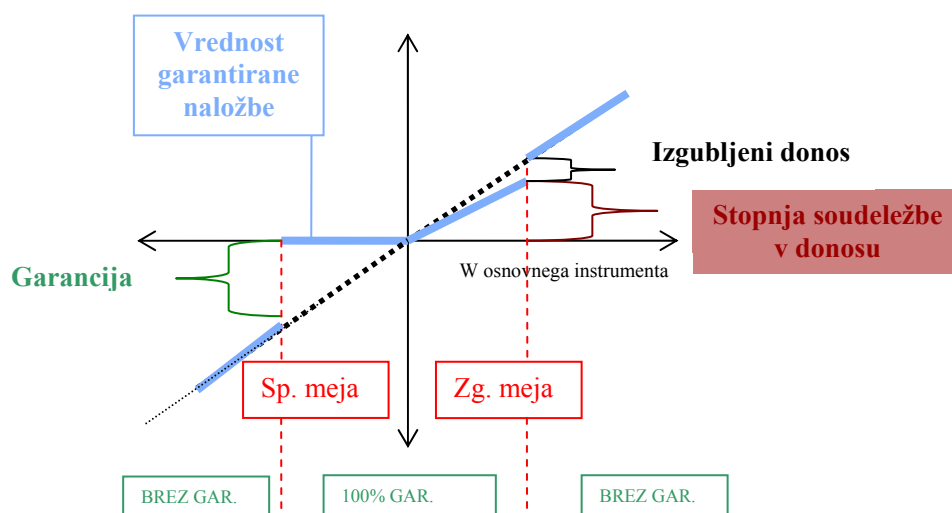 Vrednost
garantirane
naložbe
Izgubljeni donos
Stopnja soudeležbe
v donosu
W osnovnega instrumenta
Garancija
Sp. meja
Zg. meja
BREZ GAR.
100% GAR.
BREZ GAR.